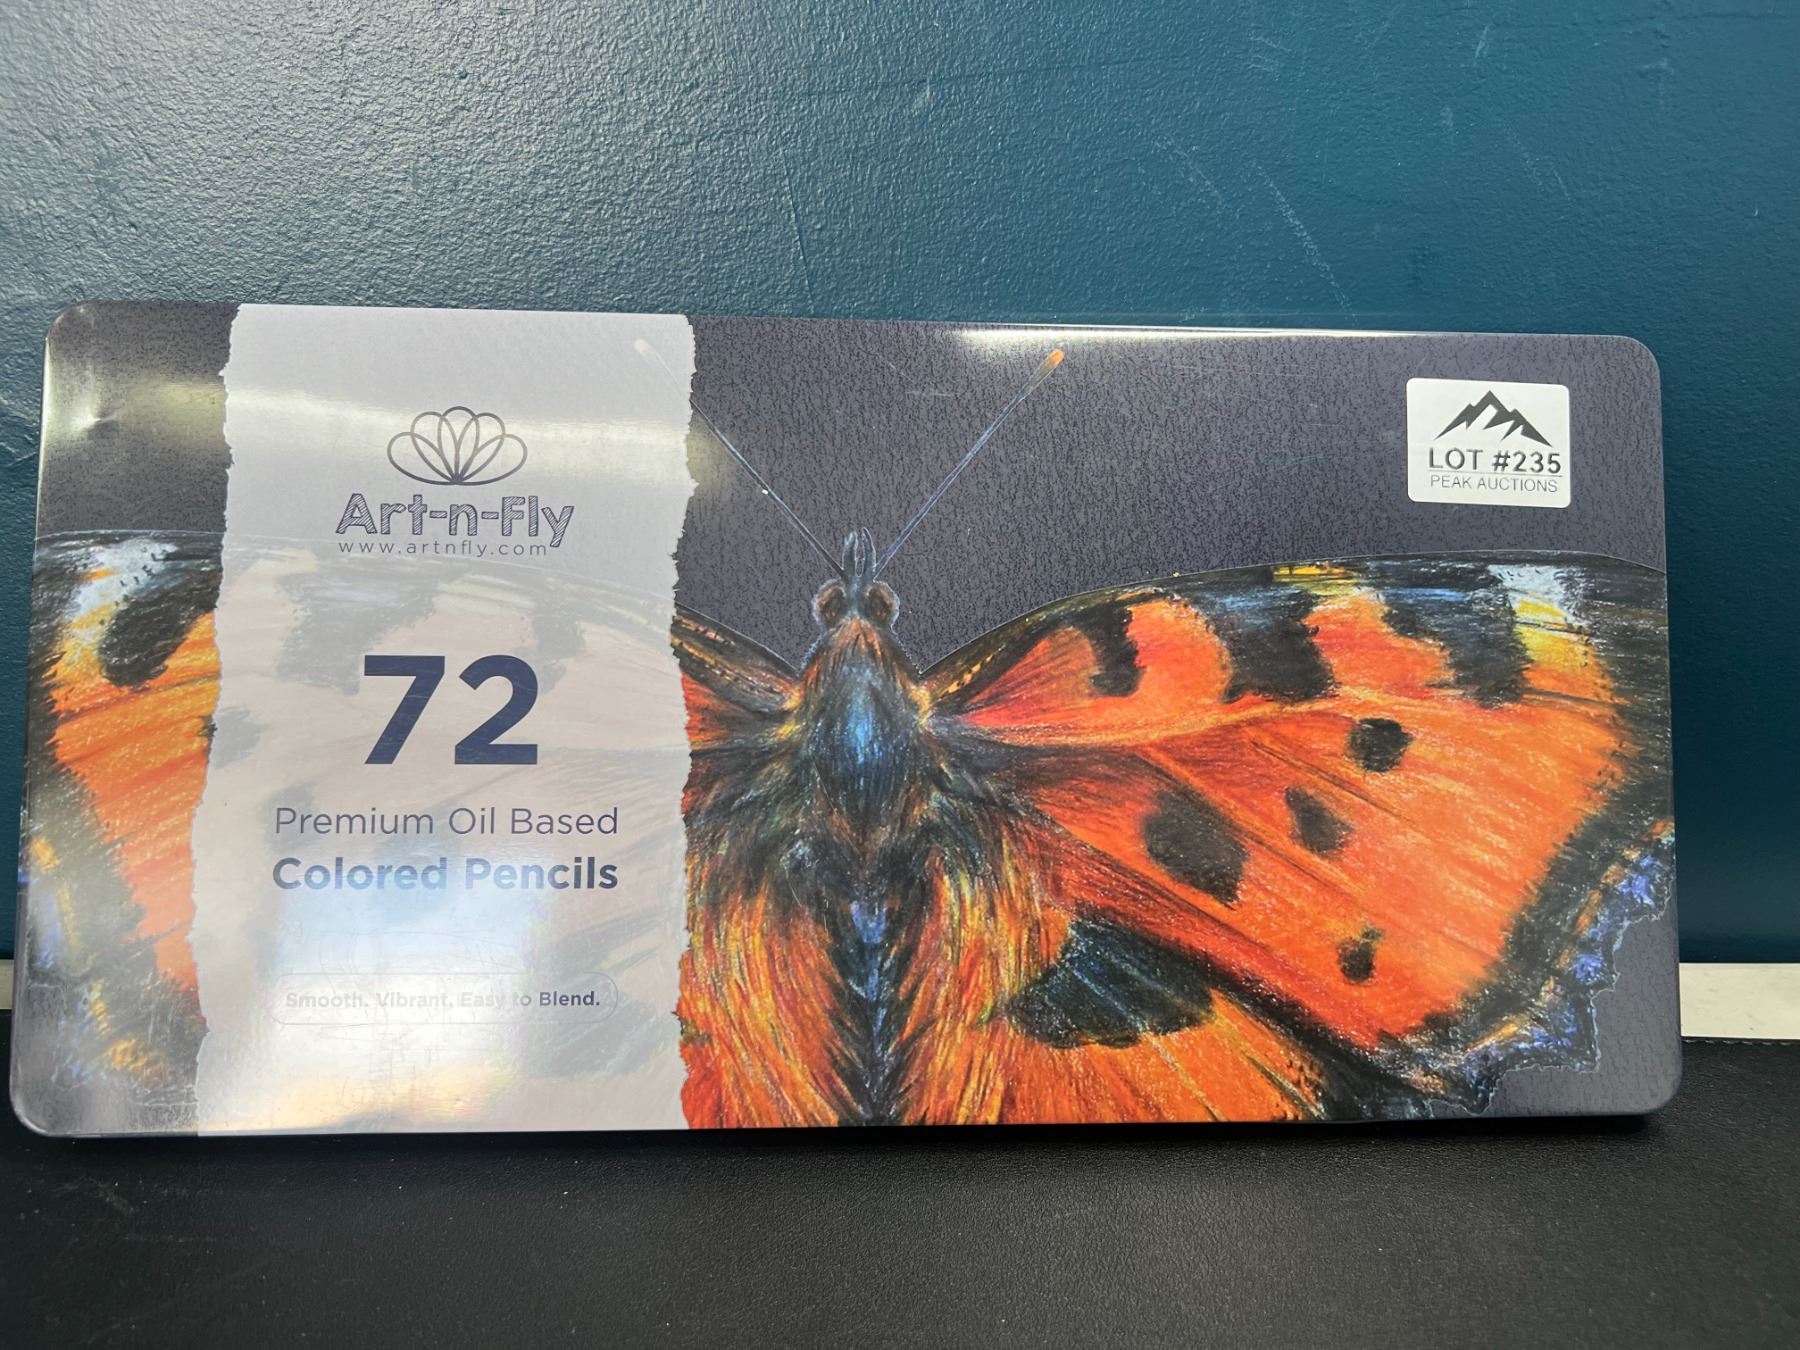 Art-n-Fly
www.artnfly.com
72
Premium Oil Based
Colored Pencils
Smooth. Vibrant. Easy to Blend.
LOT #235
PEAK AUCTIONS